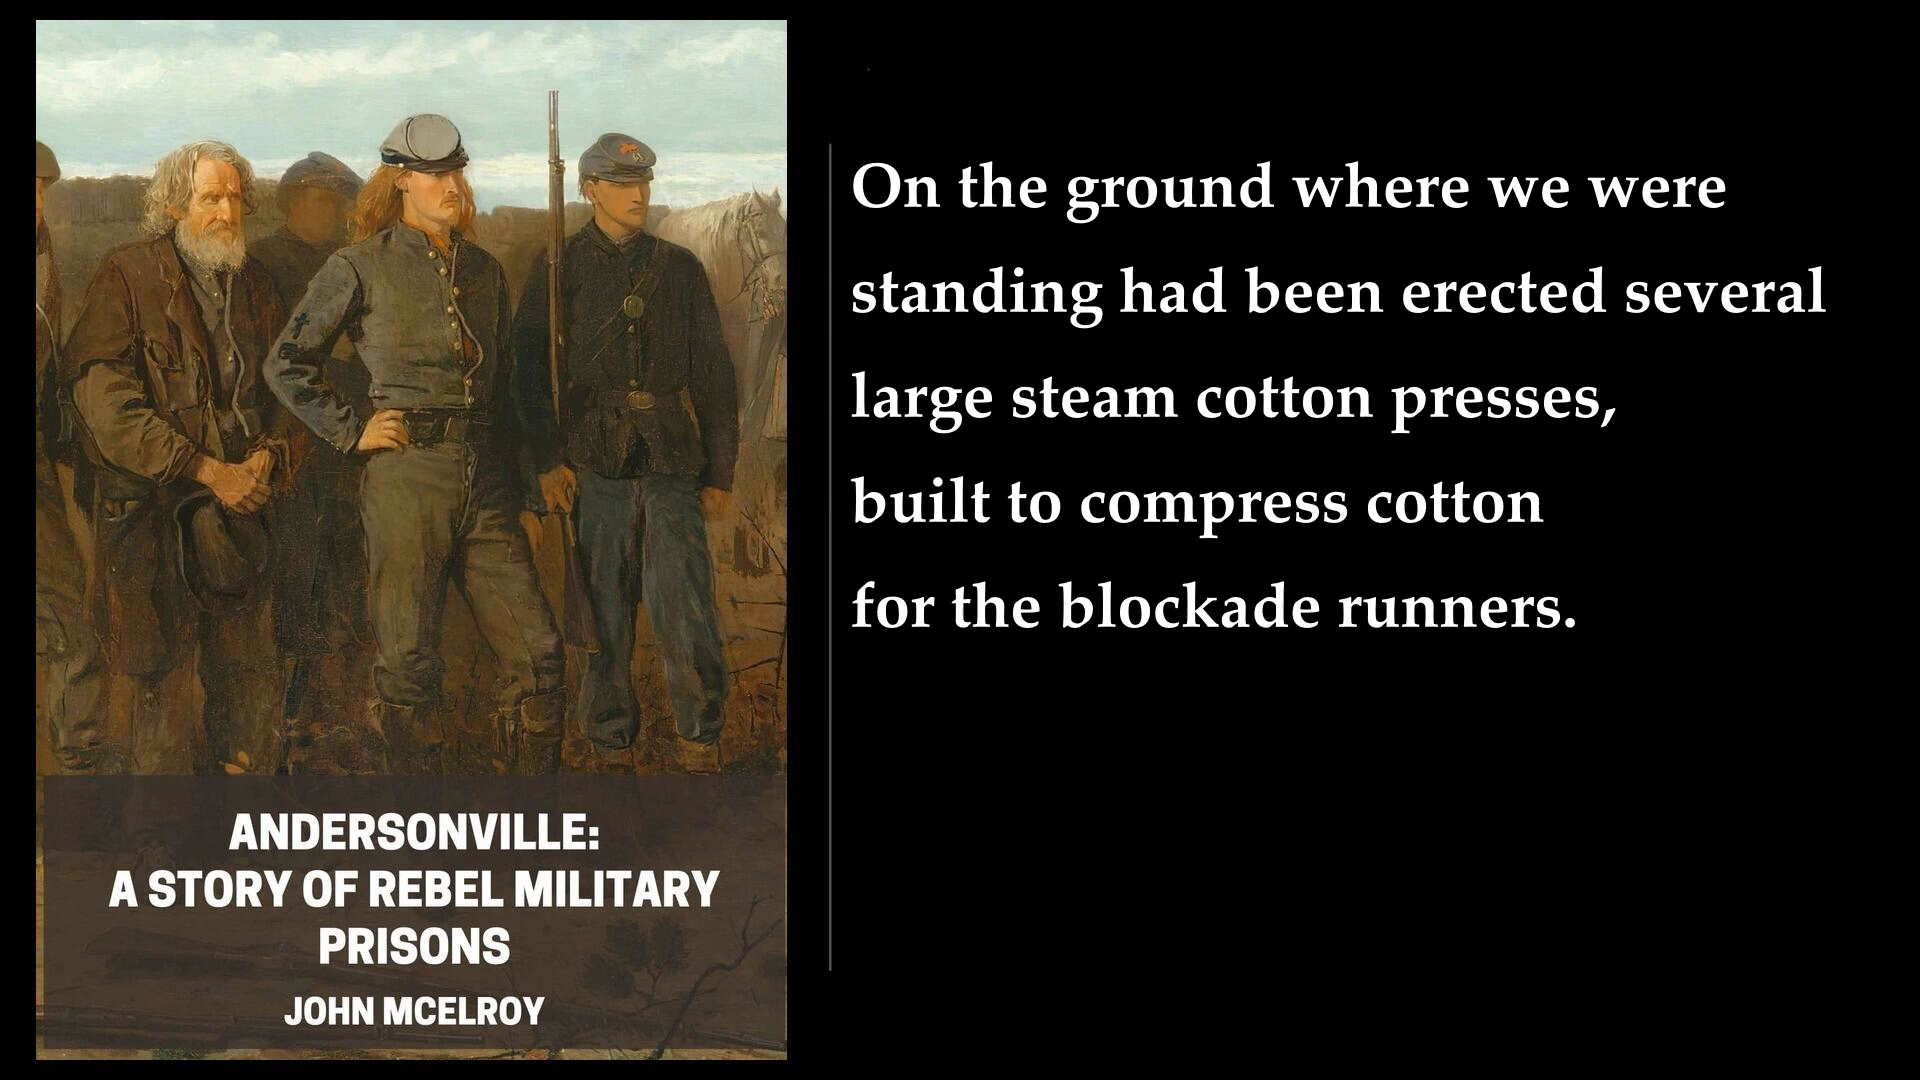 On the ground where we were
standing had been erected several
large steam cotton presses,
built to compress cotton
for the blockade runners.
ANDERSONVILLE:
A STORY OF REBEL MILITARY
PRISONS
JOHN MCELROY